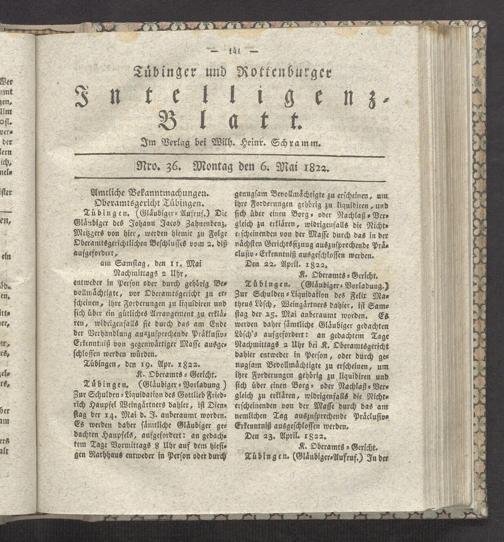 — 141 —
Tübinger und Rottenburger
Intelligenz-
Blatt.
Im Verlag bei Wilh. Heinr. Schramm.
Nro. 36. Montag den 6. Mai 1822.
Amtliche Bekanntmachungen.
Oberamtsgericht Tübingen.
Tübingen. (Gläubiger-Aufruf.) Die
Gläubiger des Johann Jacob
Metzgers von hier, werden hiemit zu Folge
Oberamtsgerichtlichen Beschlusses vom 2. diß
aufgefordert,
am Samstag, den 11. Mai
Nachmittags 2 Uhr,
entweder in Person oder durch gehörig Be-
vollmächtigte, vor Oberamtsgericht zu er-
scheinen, ihre Forderungen zu liquidiren und
sich über ein gütliches Arrangement zu erklä-
ren, widrigenfalls sie durch das am Ende
der Verhandlung auszusprechende Präklusiv-
Erkenntniß von gegenwärtiger Masse ausge-
schlossen werden würden.
Tübingen, den 19. Apr. 1822.
K. Oberamts-Gericht.
Tübingen. (Gläubiger-Vorladung.)
Zur Schulden-Liquidation des Gottlieb Fried-
rich Haupfel Weingärtners dahier, ist Diens-
tag der 14. Mai d. J. anberaumt worden.
Es werden daher sämtliche Gläubiger ge-
dachten Haupfels, aufgefordert: an gedach-
tem Tage Vormittags 8 Uhr auf dem hiesi-
gen Rathhaus entweder in Person oder durch
genugsam Bevollmächtigte zu erscheinen, um
ihre Forderungen gehörig zu liquidiren, und
sich über einen Borg- oder Nachlaß-Ver-
gleich zu erklären, widrigenfalls die Nicht-
erscheinenden von der Masse durch das in der
nächsten Gerichtssitzung auszusprechende Prä-
klusiv-Erkenntniß ausgeschlossen werden.
Den 22. April. 1822.
K. Oberamts-Gericht.
Tübingen. (Gläubiger-Vorladung.)
Zur Schulden-Liquidation des Felix Ma-
theus Lösch, Weingärtners dahier, ist Sams
stag der 25. Mai anberaumt worden. Es
werden daher sämtliche Gläubiger gedachten
Lösch's aufgefordert: an gedachtem Tage
Nachmittags 2 Uhr bei K. Oberamtsgericht
dahier entweder in Person, oder durch ge-
nugsam Bevollmächtigte zu erscheinen, um
ihre Forderungen gehörig zu liquidiren und
sich über einen Borg- oder Nachlaß-Ver-
gleich zu erklären, widrigenfalls die Nicht-
erscheinenden von der Masse durch das am
nemlichen Tag auszusprechende Präclusiv-
Erkenntniß ausgeschlossen werden.
Den 23. April. 1822.
K. Oberamts-Gericht.
Tübingen. (Gläubiger-Aufruf.) In der